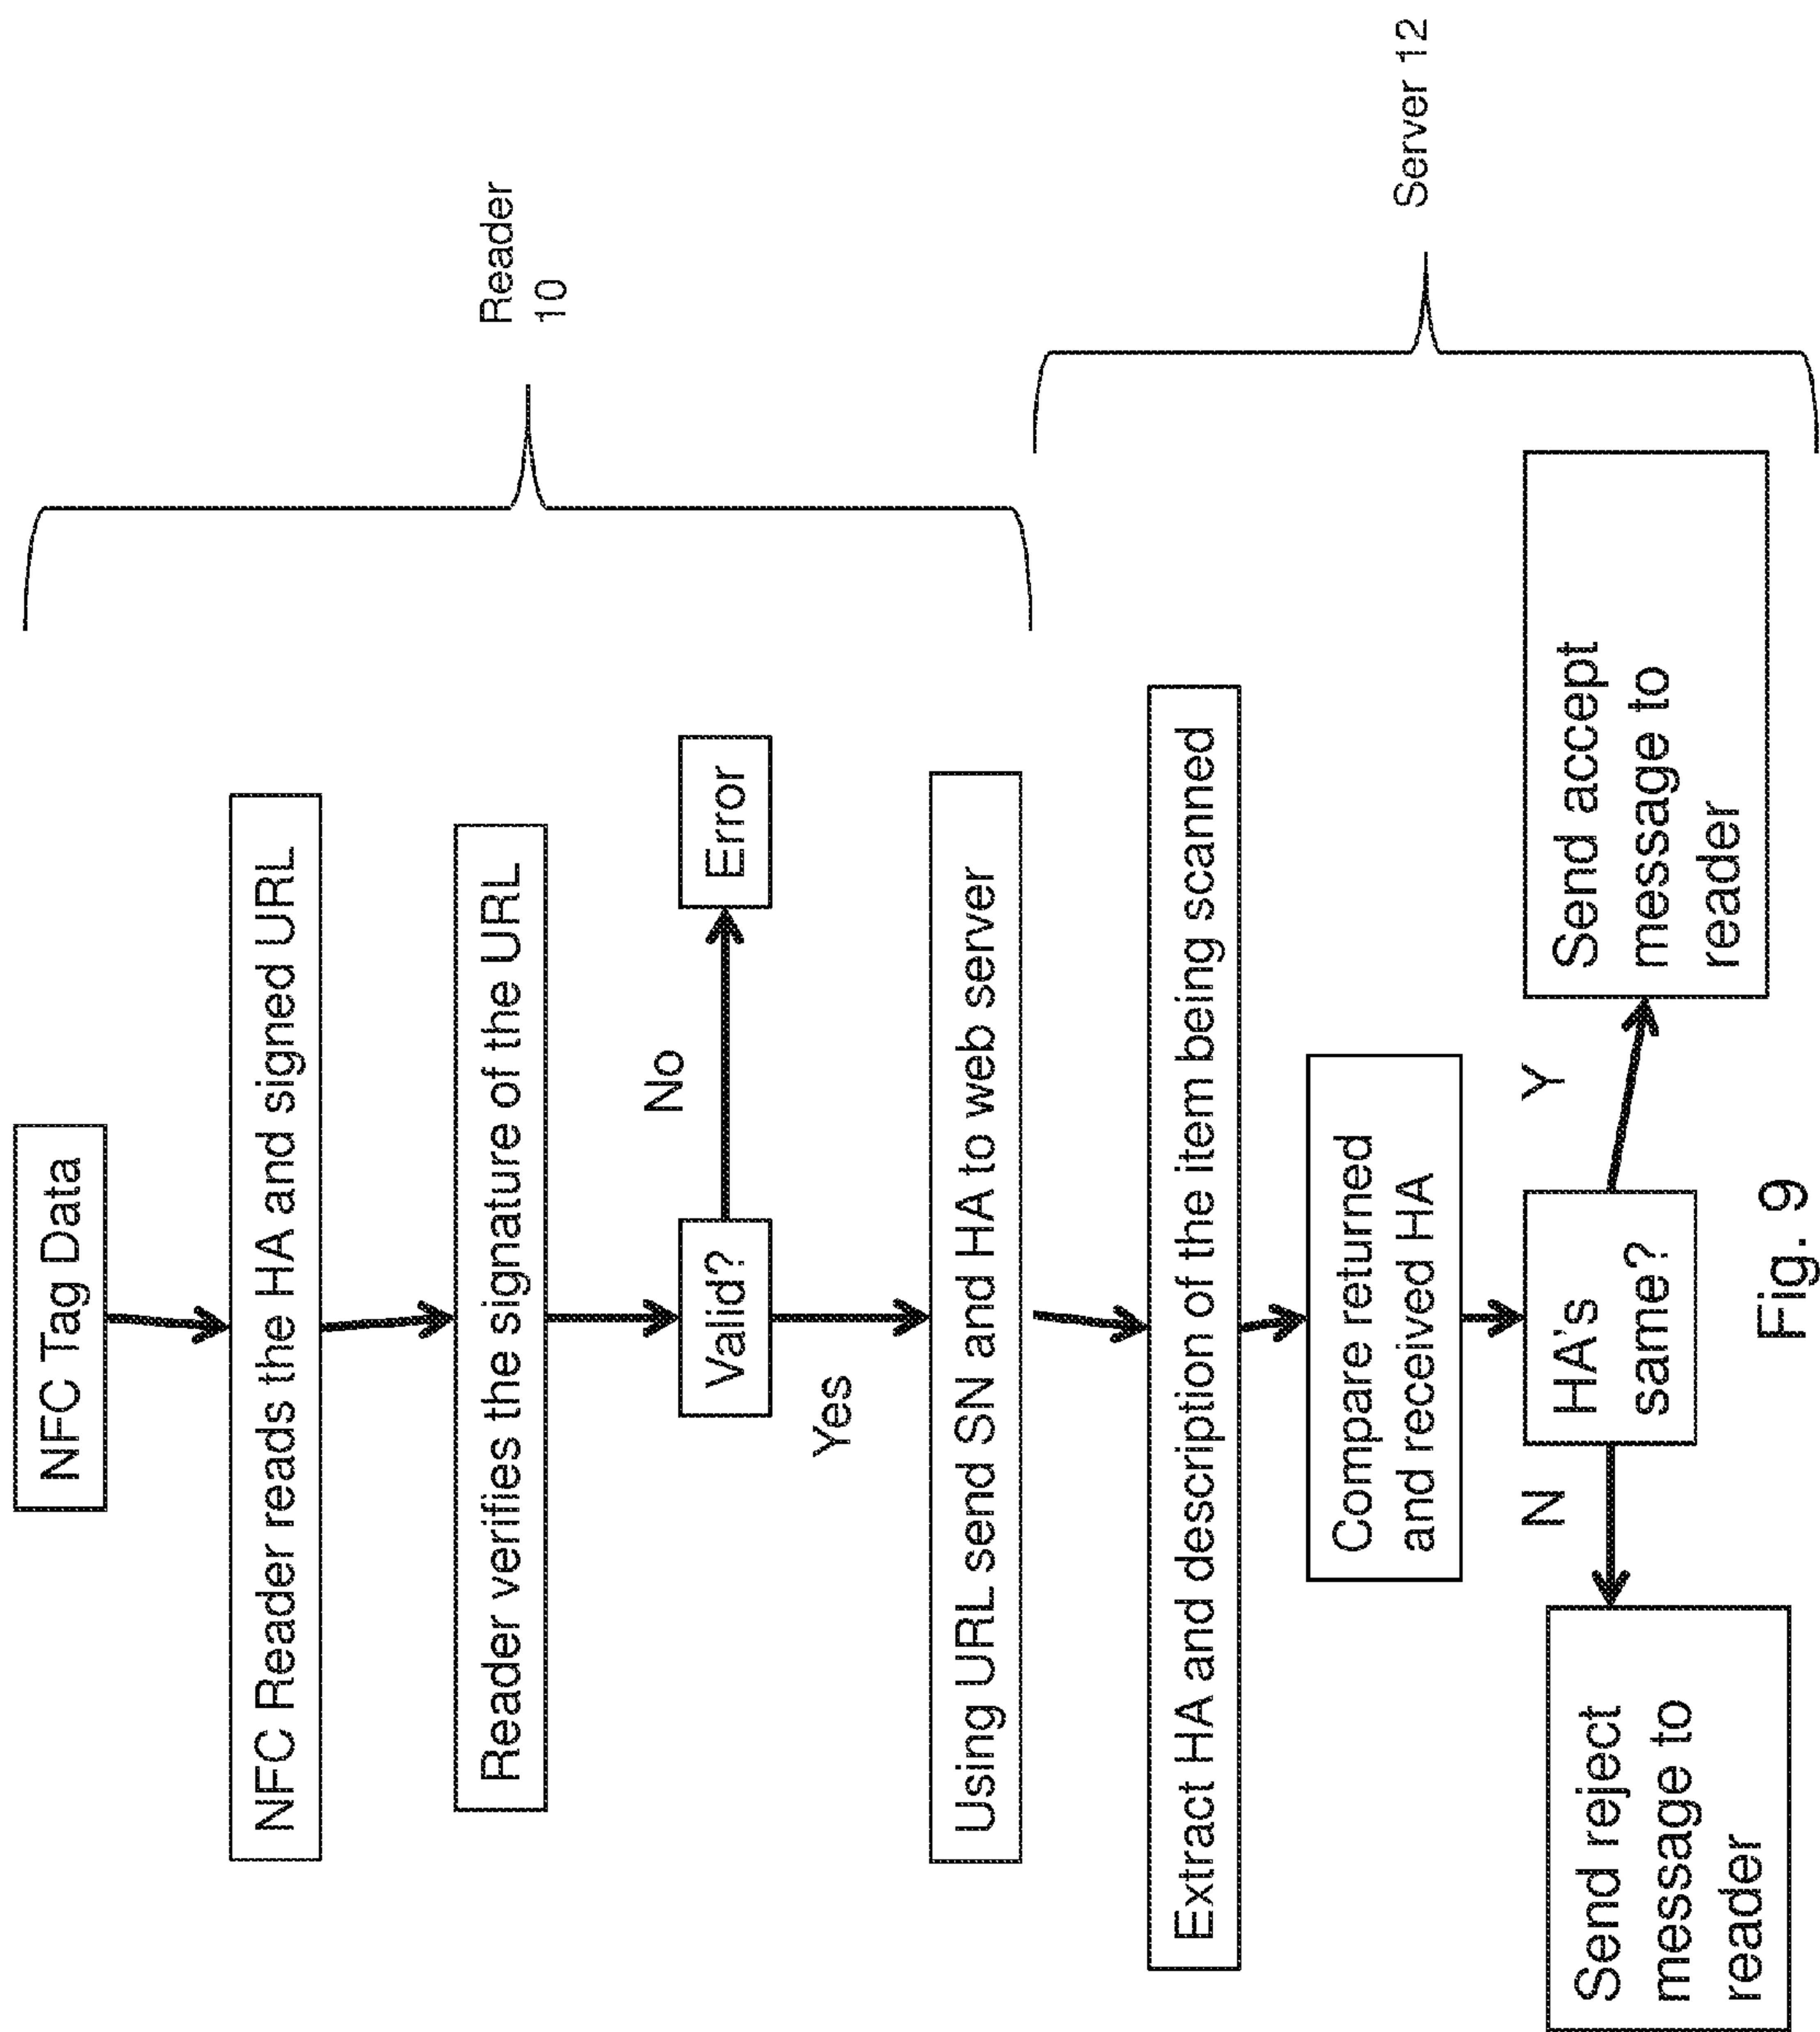 NFC Tag Data
NFC Reader reads the HA and signed URL
Reader verifies the signature of the URL
Valid?
No
Error
Yes
Using URL send SN and HA to web server
Reader
10
Extract HA and description of the item being scanned
Compare returned
and received HA
HA's
same?
N
Y
Send reject
message to
reader
Send accept
message to
reader
Server 12
Fig. 9